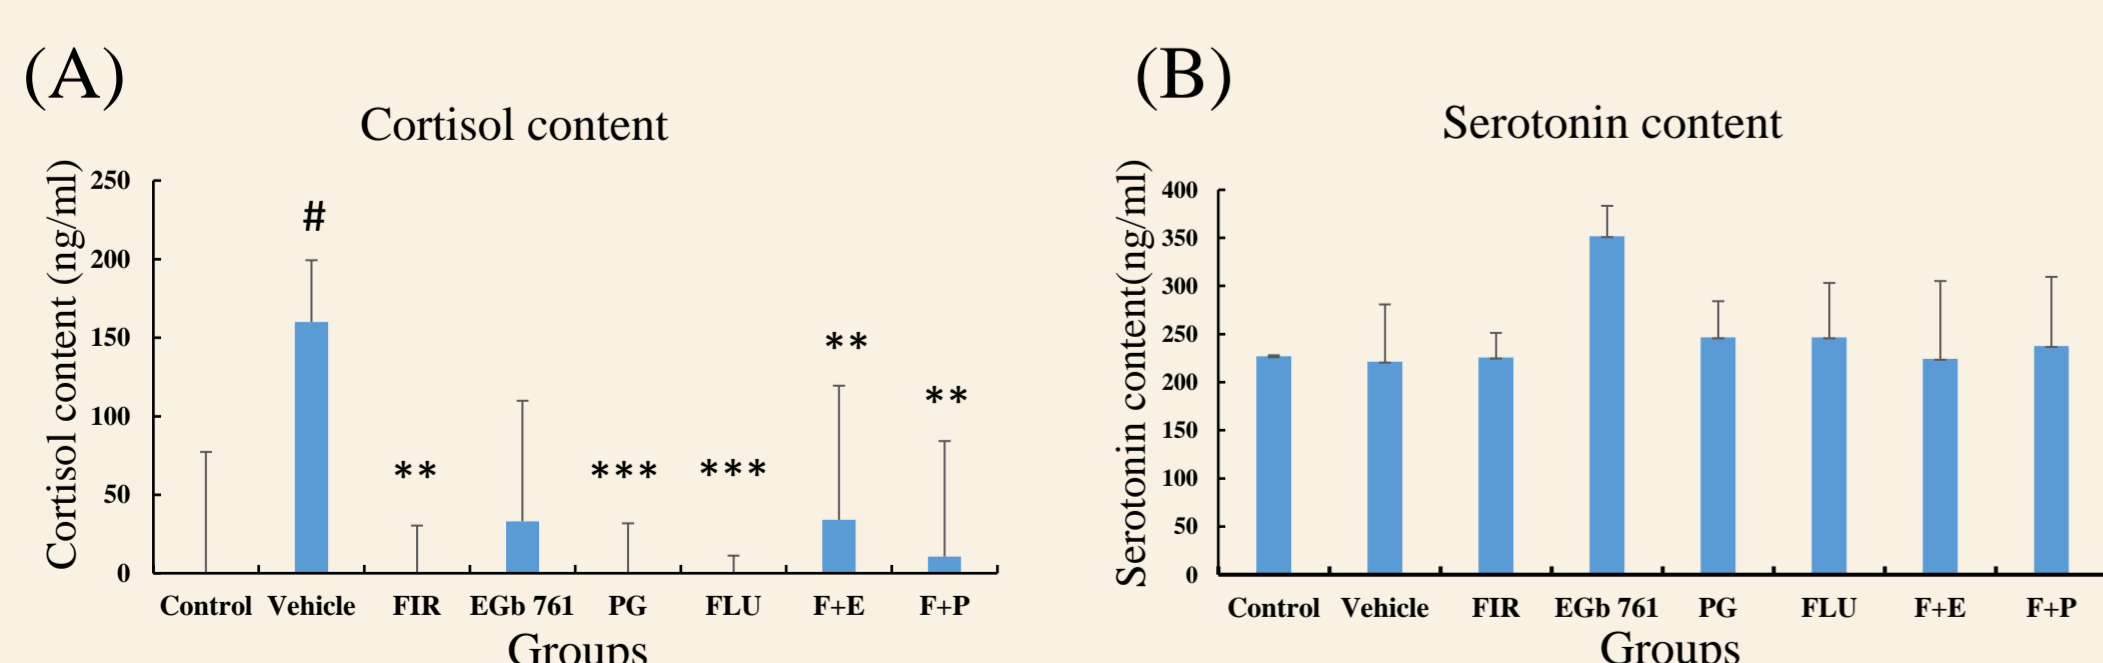 (A)
Cortisol content
Cortisol content (ng/ml)
250
200
150
100
50
0
#
**
***
***
**
**
Control Vehicle FIR EGb 761 PG FLU F+E F+P
Groups
(B)
Serotonin content
Serotonin content(ng/ml)
400
350
300
250
200
150
100
50
0
Control Vehicle FIR EGb 761 PG FLU F+E F+P
Groups